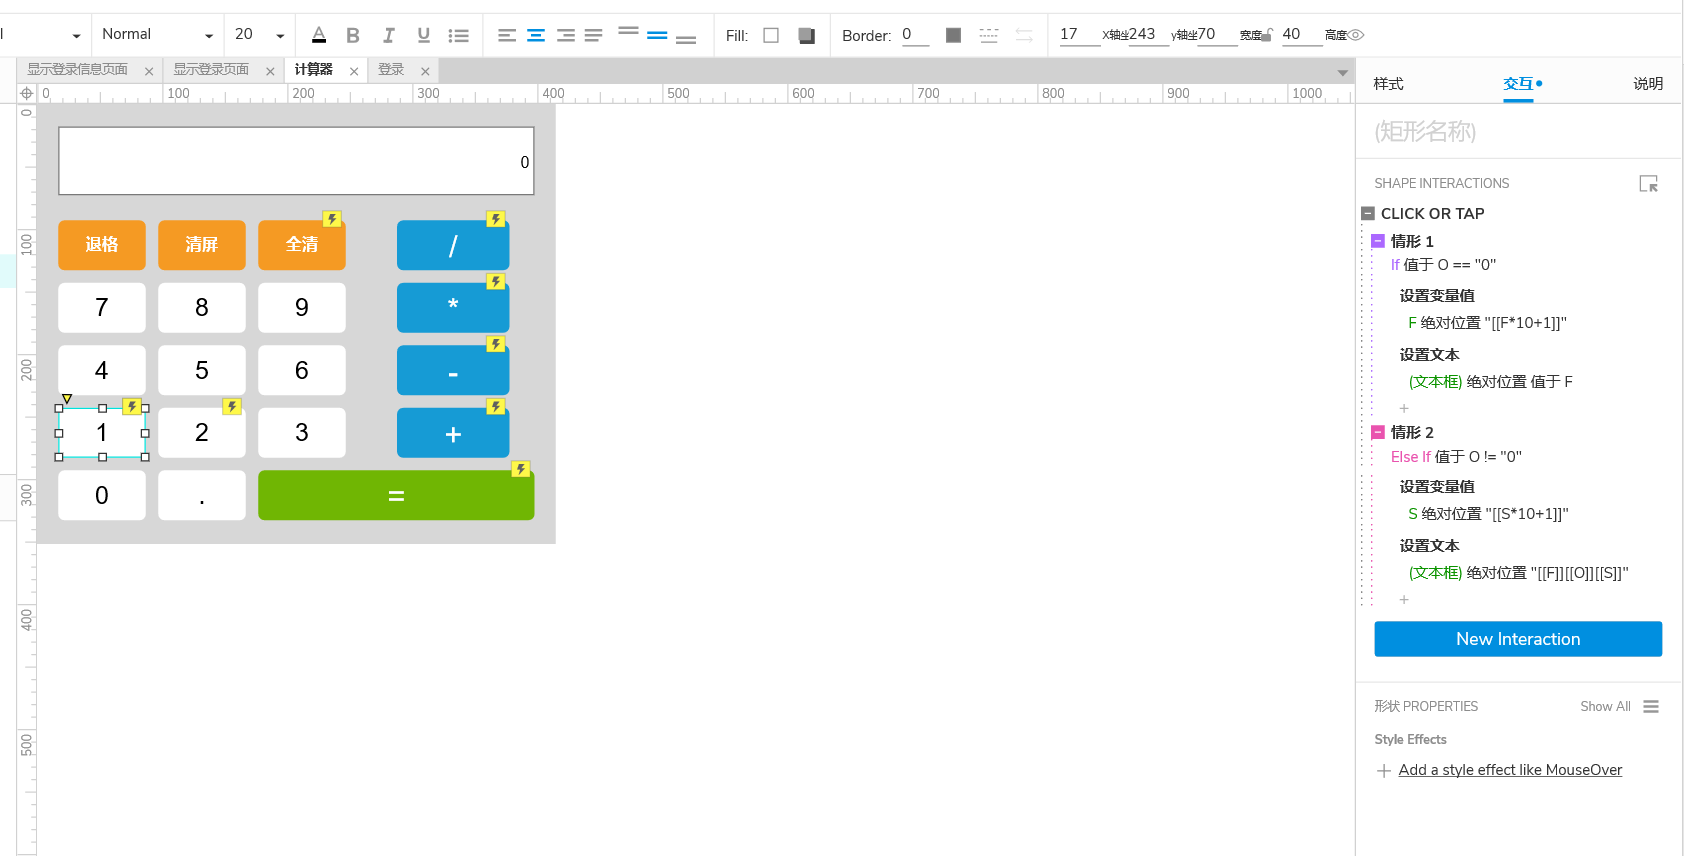 l Normal 20 A B I U Fill: Border: 0 17 X轴坐 243 y轴坐 70 宽度 40 高度
显示登录信息页面 显示登录页面 计算器 登录
0 100 200 300 400 500 600 700 800 900 1000
0
100
200
300
400
500
0
退格 清屏 全清 /
7 8 9 *
4 5 6 -
1 2 3 +
0 . =
样式 交互 说明
(矩形名称)
SHAPE INTERACTIONS
CLICK OR TAP
情形 1
If 值于 O == "0"
设置变量值
F 绝对位置 "[[F*10+1]]"
设置文本
(文本框) 绝对位置 值于 F
+
情形 2
Else If 值于 O != "0"
设置变量值
S 绝对位置 "[[S*10+1]]"
设置文本
(文本框) 绝对位置 "[[F]][[O]][[S]]"
+
New Interaction
形状 PROPERTIES Show All
Style Effects
+ Add a style effect like MouseOver